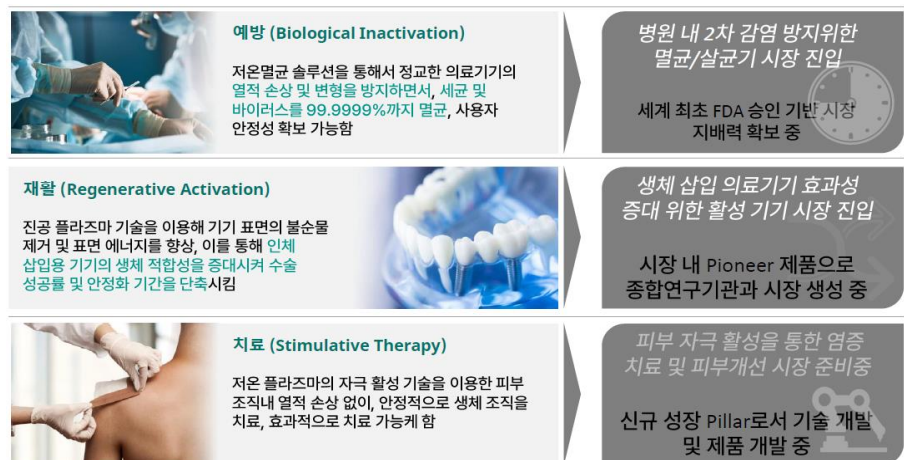 예방 (Biological Inactivation)
저온멸균 솔루션을 통해서 정교한 의료기기의
열적 손상 및 변형을 방지하면서, 세균 및
바이러스를 99.9999%까지 멸균, 사용자
안정성 확보 가능함
병원 내 2차 감염 방지위한
멸균/살균기 시장 진입
세계 최초 FDA 승인 기반 시장
지배력 확보 중
재활 (Regenerative Activation)
진공 플라즈마 기술을 이용해 기기 표면의 불순물
제거 및 표면 에너지를 향상, 이를 통해 인체
삽입용 기기의 생체 적합성을 증대시켜 수술
성공률 및 안정화 기간을 단축시킴
생체 삽입 의료기기 효과성
증대 위한 활성 기기 시장 진입
시장 내 Pioneer 제품으로
종합연구기관과 시장 생성 중
치료 (Stimulative Therapy)
저온 플라즈마의 자극 활성 기술을 이용한 피부
조직내 열적 손상 없이, 안정적으로 생체 조직을
치료, 효과적으로 치료 가능케 함
피부 자극 활성을 통한 염증
치료 및 피부개선 시장 준비중
신규 성장 Pillar로서 기술 개발
및 제품 개발 중